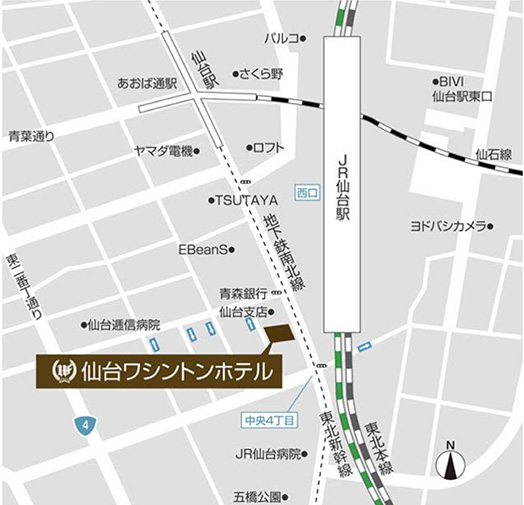 パルコ
仙台駅
さくら野
あおば通駅
BIVI
仙台駅東口
青葉通り
ヤマダ電機
ロフト
仙石線
JR仙台駅
西口
TSUTAYA
ヨドバシカメラ
地下鉄南北線
EBeanS
東二番丁通り
青森銀行
仙台支店
仙台逓信病院
仙台ワシントンホテル
中央4丁目
4
東北新幹線
東北本線
N
JR仙台病院
五橋公園